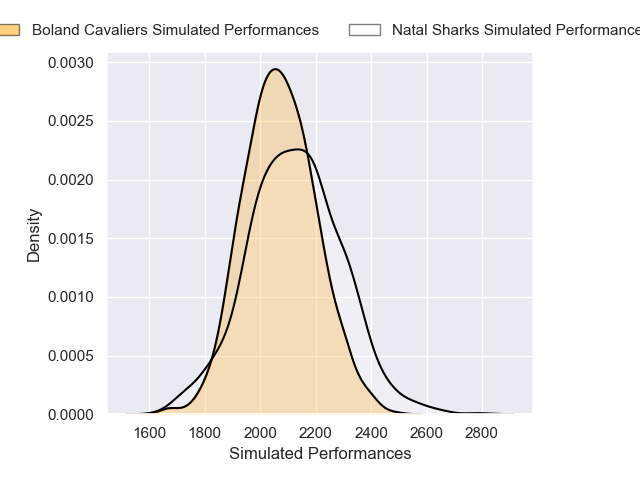 Boland Cavaliers Simulated Performances
Natal Sharks Simulated Performance
0.0030
0.0025
0.0020
0.0015
0.0010
0.0005
0.0000
Density
1600 1800 2000 2200 2400 2600 2800
Simulated Performances